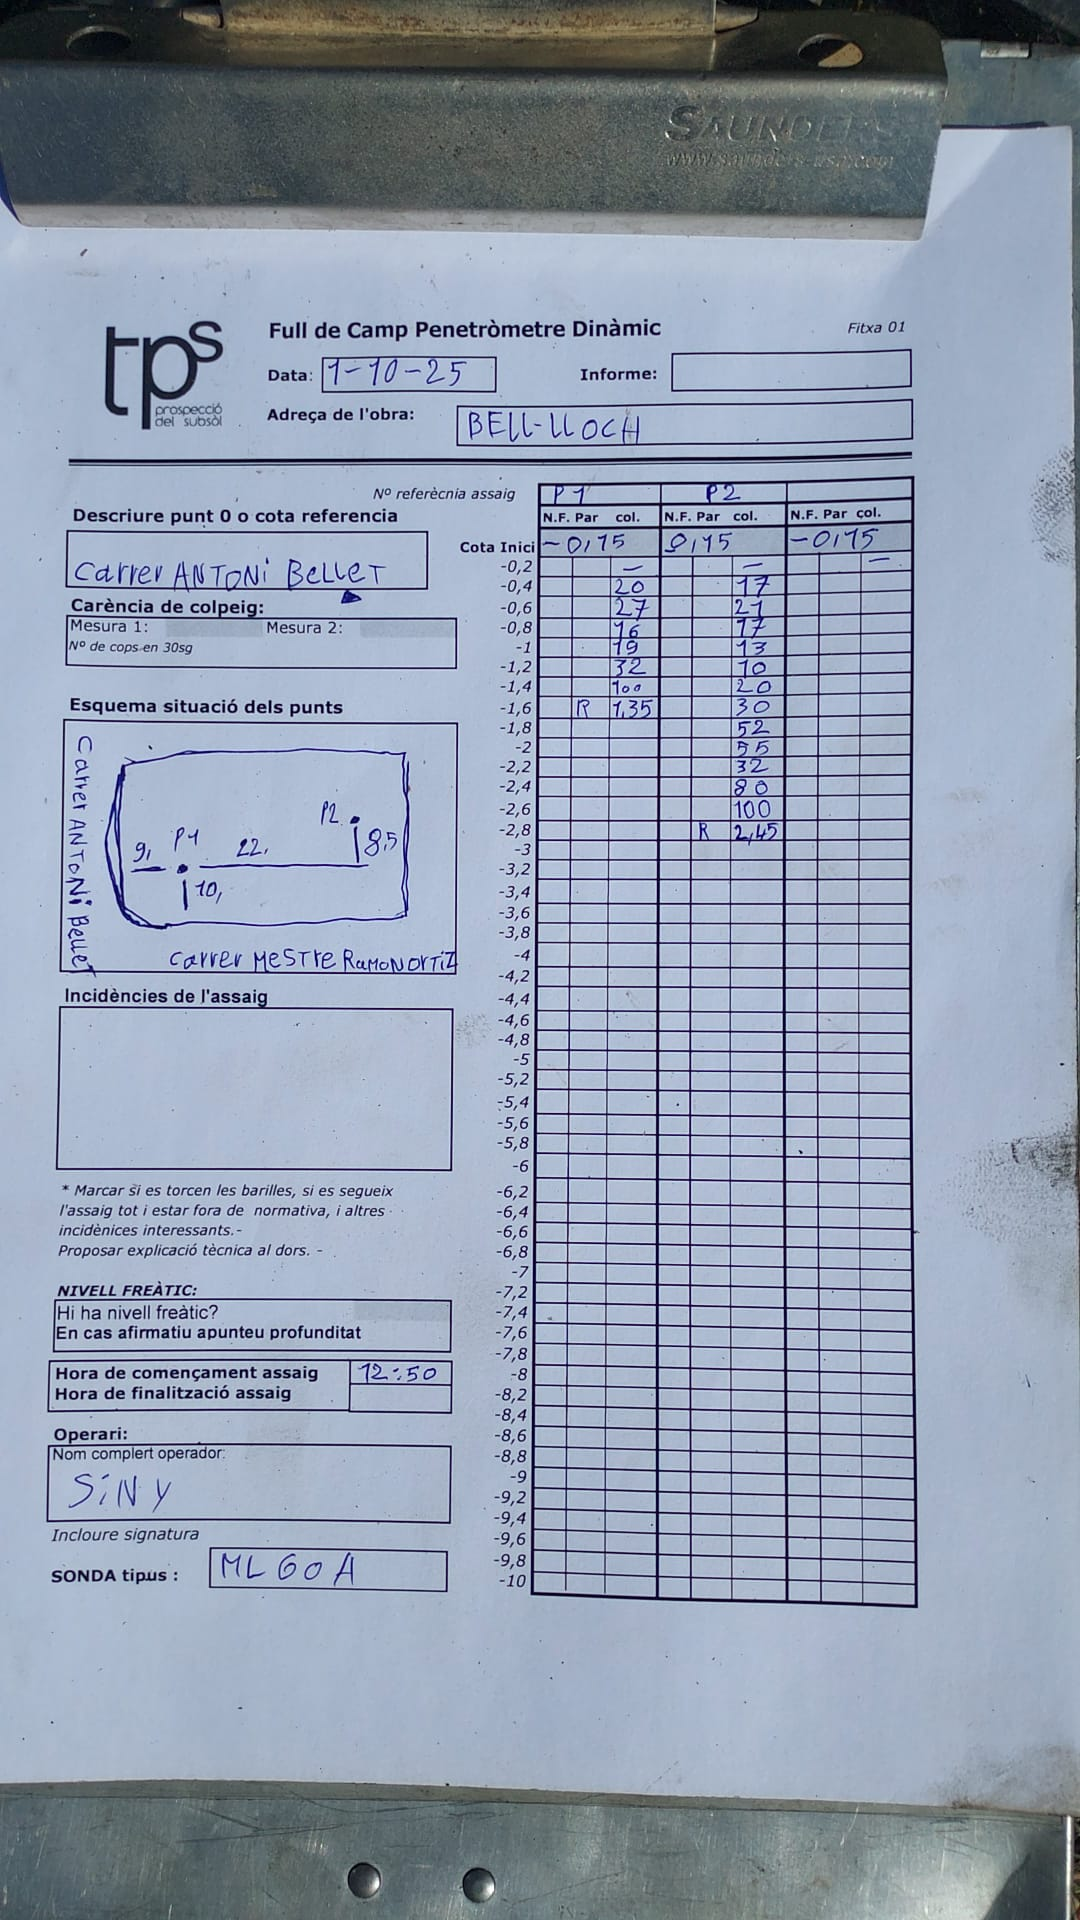 SAUNDERS
www.saunders-usa.com
tps
prospecció
del subsòl
Full de Camp Penetròmetre Dinàmic
Fitxa 01
Data: 1-10-25
Informe:
Adreça de l'obra: BELL-LLOCH
Nº referècnia assaig P1 P2
Descriure punt 0 o cota referencia
N.F. Par col. N.F. Par col. N.F. Par col.
Cota Inici -0,15 0,15 -0,15
Carrer ANTONi BELLET
Carència de colpeig:
Mesura 1: Mesura 2:
Nº de cops en 30sg
Esquema situació dels punts
Carrer ANTONi Bellet
P2
P1
9, 22, 8,5
10,
Carrer MESTre RAMON OrTiZ
Incidències de l'assaig
* Marcar si es torcen les barilles, si es segueix
l'assaig tot i estar fora de normativa, i altres
incidènices interessants.-
Proposar explicació tècnica al dors. -
NIVELL FREÀTIC:
Hi ha nivell freàtic?
En cas afirmatiu apunteu profunditat
Hora de començament assaig 12:50
Hora de finalització assaig
Operari:
Nom complert operador:
SiNY
Incloure signatura
SONDA tipus : ML60A
-0,2 — — —
-0,4 20 17
-0,6 27 21
-0,8 16 17
-1 19 13
-1,2 32 10
-1,4 100 20
-1,6 R 1,35 30
-1,8 52
-2 55
-2,2 32
-2,4 80
-2,6 100
-2,8 R 2,45
-3
-3,2
-3,4
-3,6
-3,8
-4
-4,2
-4,4
-4,6
-4,8
-5
-5,2
-5,4
-5,6
-5,8
-6
-6,2
-6,4
-6,6
-6,8
-7
-7,2
-7,4
-7,6
-7,8
-8
-8,2
-8,4
-8,6
-8,8
-9
-9,2
-9,4
-9,6
-9,8
-10